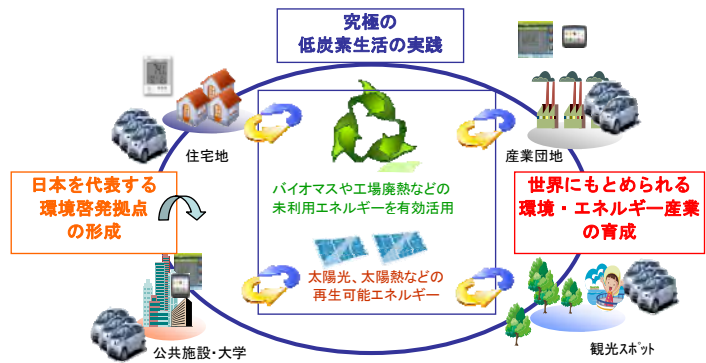 究極の
低炭素生活の実践
住宅地
産業団地
バイオマスや工場廃熱などの
未利用エネルギーを有効活用
日本を代表する
環境啓発拠点
の形成
世界にもとめられる
環境・エネルギー産業
の育成
太陽光、太陽熱などの
再生可能エネルギー
公共施設・大学
観光ｽﾎﾟｯﾄ